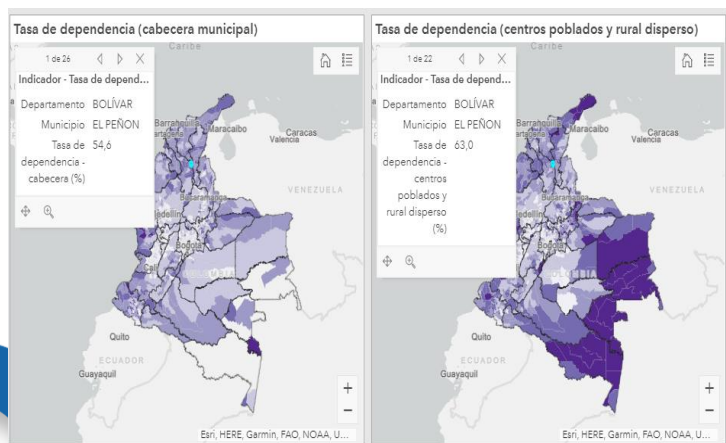 Tasa de dependencia (cabecera municipal)
Caribe
1 de 26
Indicador - Tasa de depend...
Departamento BOLÍVAR
Municipio EL PEÑON
Tasa de dependencia - cabecera (%) 54,6
Barranquilla
Maracaibo
Caracas
Valencia
Bucaramanga
VENEZUELA
Bogotá
Cali
Quito
ECUADOR
Guayaquil
+
−
Esri, HERE, Garmin, FAO, NOAA, U...
Tasa de dependencia (centros poblados y rural disperso)
Caribe
1 de 22
Indicador - Tasa de depend...
Departamento BOLÍVAR
Municipio EL PEÑON
Tasa de dependencia - centros poblados y rural disperso (%) 63,0
Barranquilla
Maracaibo
Caracas
Valencia
Bucaramanga
VENEZUELA
Bogotá
Quito
ECUADOR
Guayaquil
+
−
Esri, HERE, Garmin, FAO, NOAA, U...